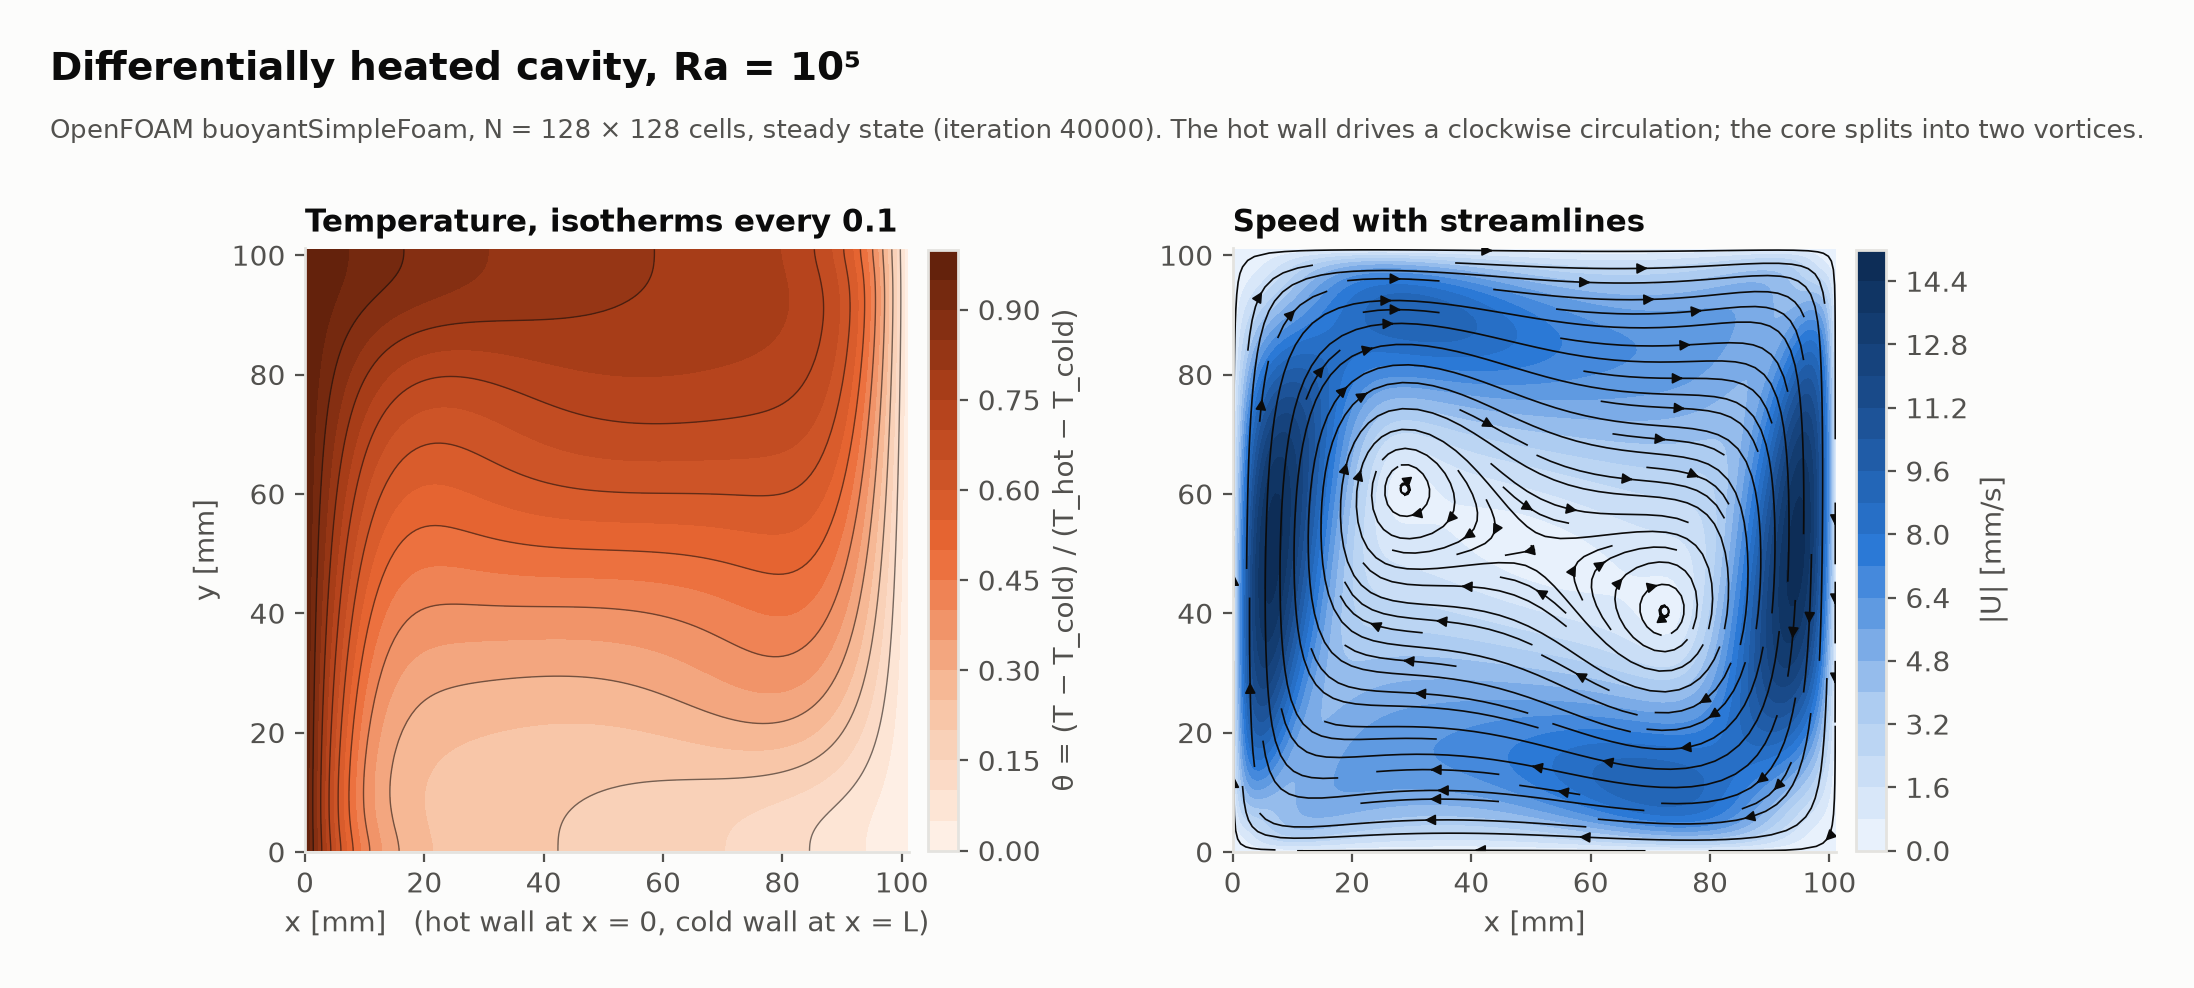 Differentially heated cavity, Ra = 10⁵
OpenFOAM buoyantSimpleFoam, N = 128 × 128 cells, steady state (iteration 40000). The hot wall drives a clockwise circulation; the core splits into two vortices.
Temperature, isotherms every 0.1
y [mm]
100
80
60
40
20
0
0 20 40 60 80 100
x [mm] (hot wall at x = 0, cold wall at x = L)
0.90
0.75
0.60
0.45
0.30
0.15
0.00
θ = (T − T_cold) / (T_hot − T_cold)
Speed with streamlines
100
80
60
40
20
0
0 20 40 60 80 100
x [mm]
14.4
12.8
11.2
9.6
8.0
6.4
4.8
3.2
1.6
0.0
|U| [mm/s]